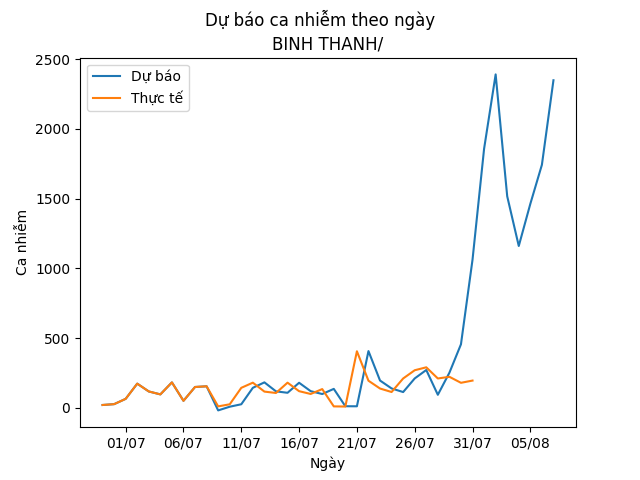 Dự báo ca nhiễm theo ngày
BINH THANH/
Dự báo
Thực tế
Ca nhiễm
2500
2000
1500
1000
500
0
01/07 06/07 11/07 16/07 21/07 26/07 31/07 05/08
Ngày